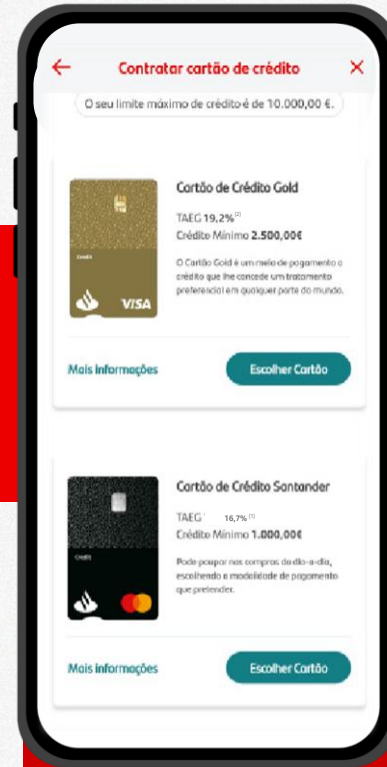 Contratar cartão de crédito
O seu limite máximo de crédito é de 10.000,00 €.
Cartão de Crédito Gold
TAEG 19,2% [2]
Crédito Mínimo 2.500,00€
O Cartão Gold é um meio de pagamento a
crédito que lhe concede um tratamento
preferencial em qualquer parte do mundo.
Credit
VISA
Mais informações
Escolher Cartão
Cartão de Crédito Santander
TAEG 16,7% [1]
Crédito Mínimo 1.000,00€
Pode poupar nas compras do dia-a-dia,
escolhendo a modalidade de pagamento
que pretender.
Credit
Mais informações
Escolher Cartão